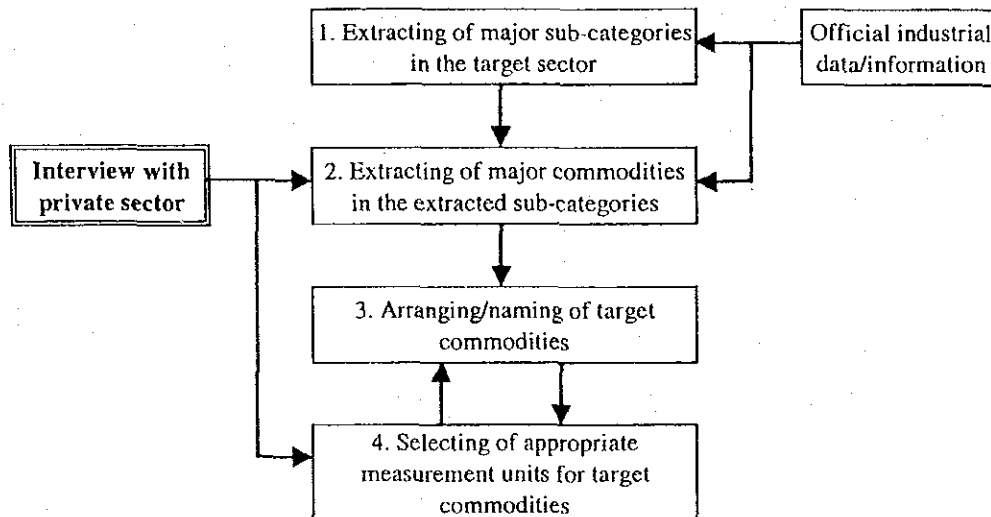 1. Extracting of major sub-categories
in the target sector
Official industrial
data/information
Interview with
private sector
2. Extracting of major commodities
in the extracted sub-categories
3. Arranging/naming of target
commodities
4. Selecting of appropriate
measurement units for target
commodities